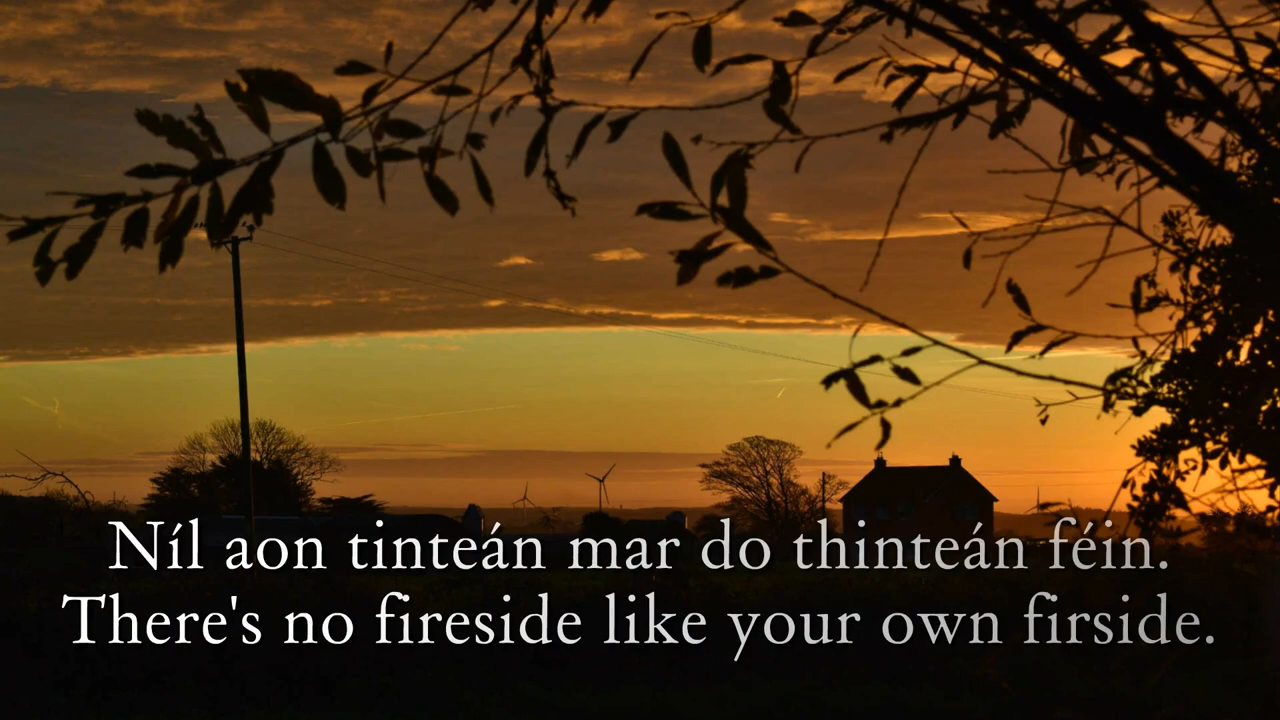 Níl aon tinteán mar do thinteán féin.
There's no fireside like your own firside.